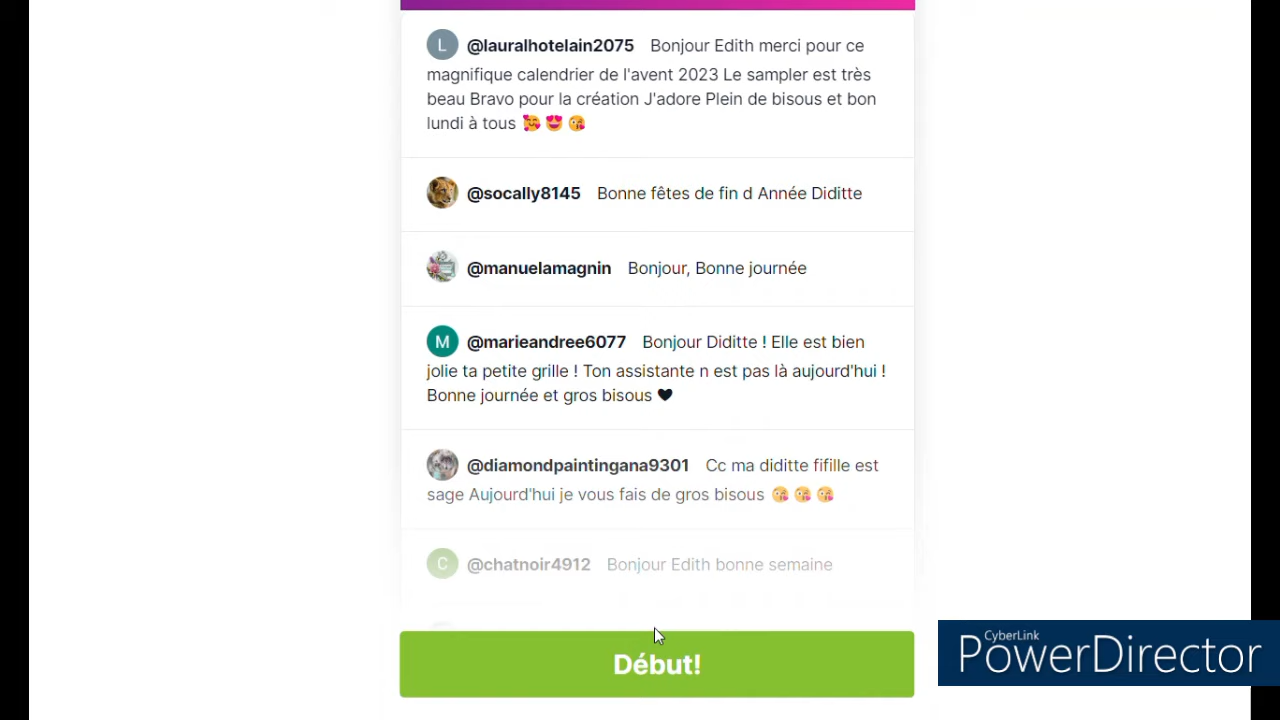 L @lauralhotelain2075 Bonjour Edith merci pour ce
magnifique calendrier de l'avent 2023 Le sampler est très
beau Bravo pour la création J'adore Plein de bisous et bon
lundi à tous 🥰 😍 😘
@socally8145 Bonne fêtes de fin d Année Diditte
@manuelamagnin Bonjour, Bonne journée
M @marieandree6077 Bonjour Diditte ! Elle est bien
jolie ta petite grille ! Ton assistante n est pas là aujourd'hui !
Bonne journée et gros bisous 🖤
@diamondpaintingana9301 Cc ma diditte fifille est
sage Aujourd'hui je vous fais de gros bisous 😘 😘 😘
C @chatnoir4912 Bonjour Edith bonne semaine
Début!
CyberLink
PowerDirector